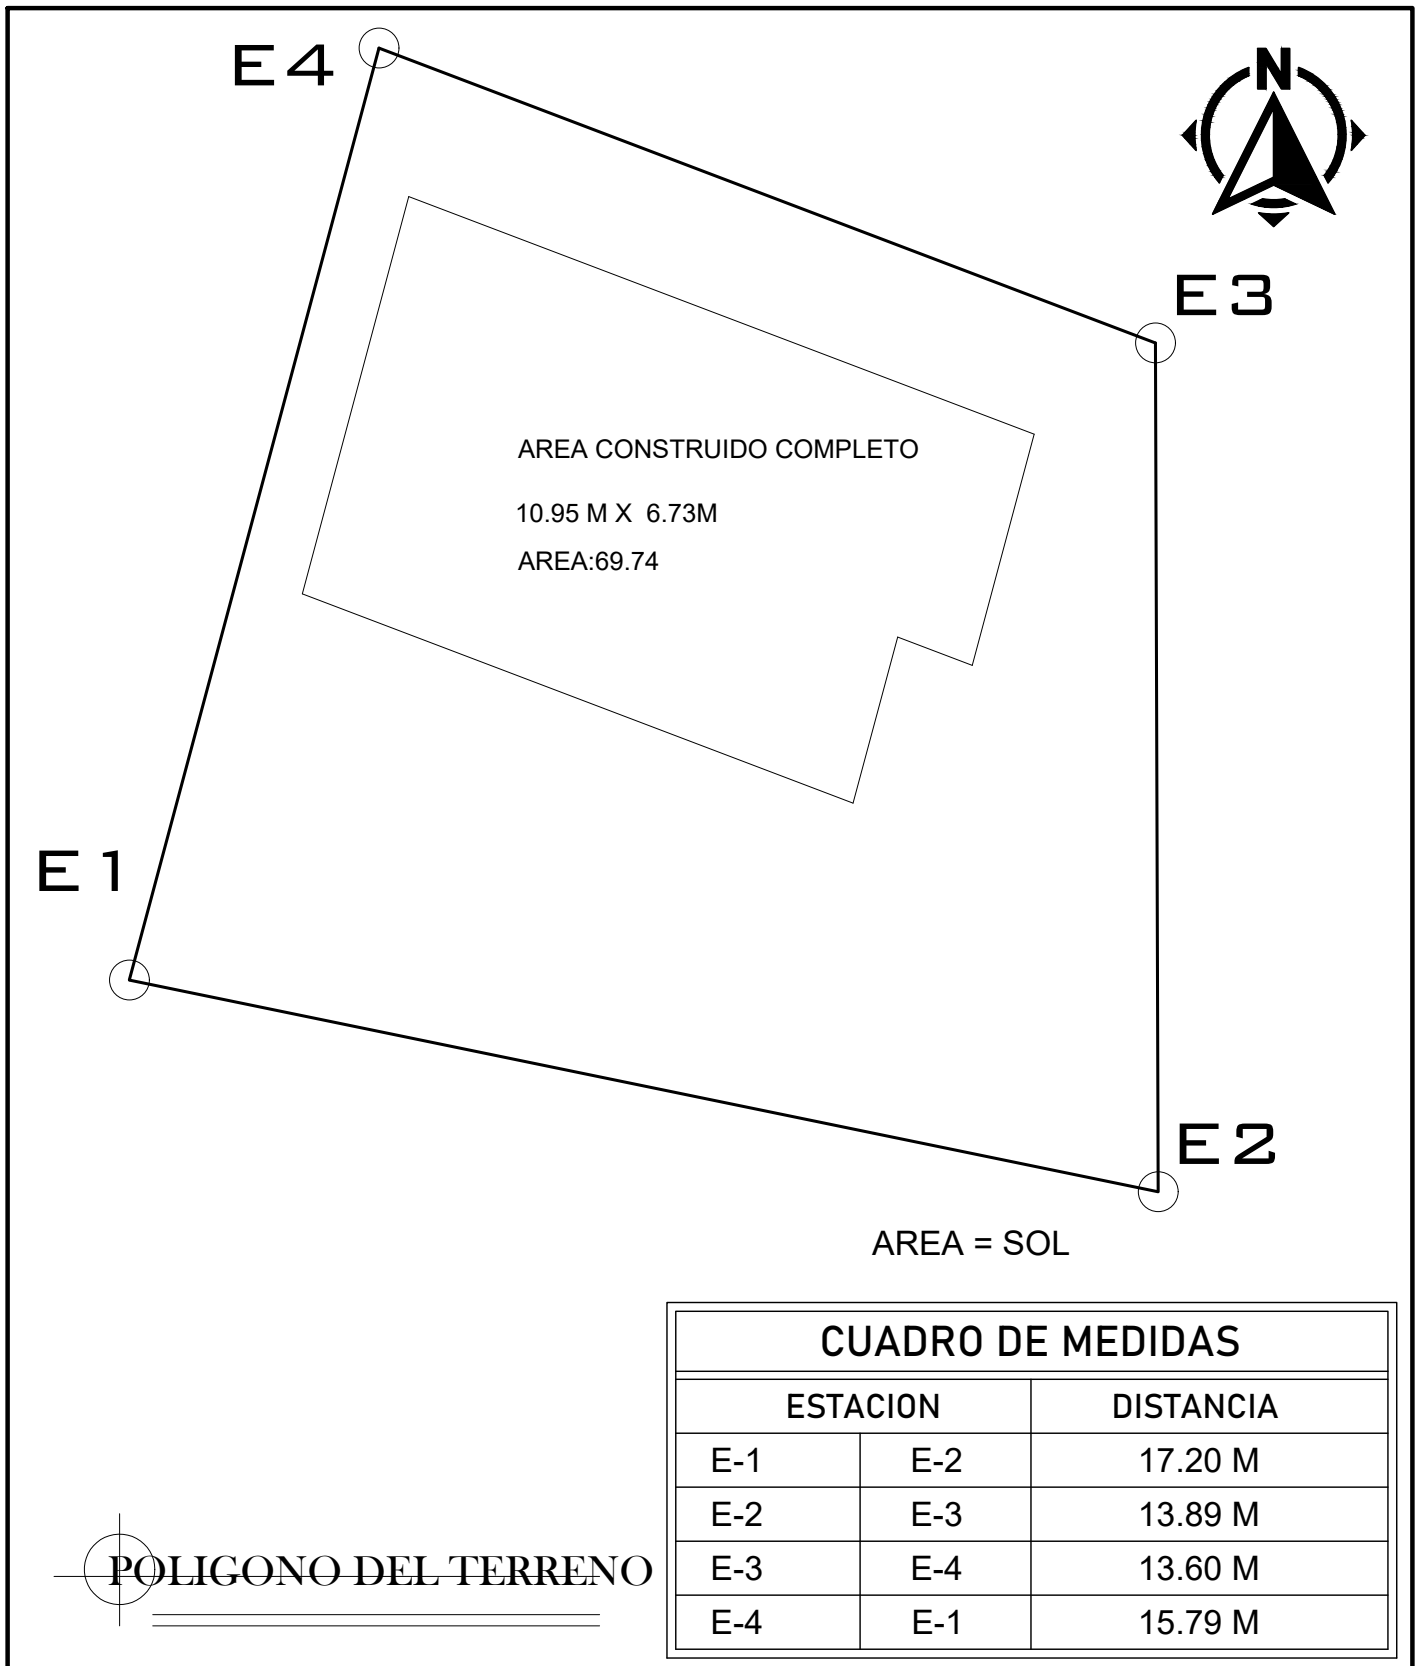 E4
N
E3
AREA CONSTRUIDO COMPLETO
10.95 M X 6.73M
AREA:69.74
E1
E2
AREA = SOL
CUADRO DE MEDIDAS
ESTACION DISTANCIA
E-1 E-2 17.20 M
E-2 E-3 13.89 M
E-3 E-4 13.60 M
E-4 E-1 15.79 M
POLIGONO DEL TERRENO